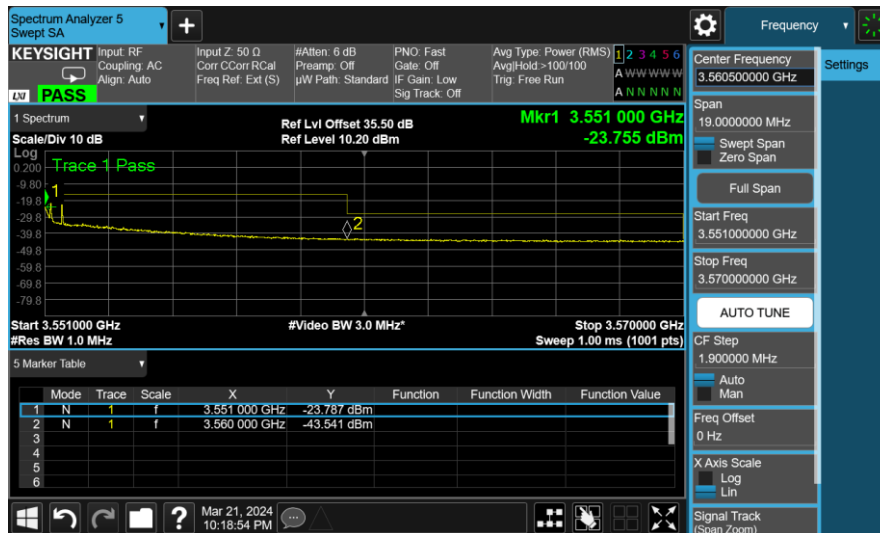 Spectrum Analyzer 5
Swept SA
Frequency
KEYSIGHT
PASS
Input: RF
Coupling: AC
Align: Auto
Input Z: 50 Ω
Corr CCorr RCal
Freq Ref: Ext (S)
#Atten: 6 dB
Preamp: Off
µW Path: Standard
PNO: Fast
Gate: Off
IF Gain: Low
Sig Track: Off
Avg Type: Power (RMS)
Avg|Hold:>100/100
Trig: Free Run
1 2 3 4 5 6
A W W W W W
A N N N N N
1 Spectrum
Scale/Div 10 dB
Ref Lvl Offset 35.50 dB
Ref Level 10.20 dBm
Mkr1 3.551 000 GHz
-23.755 dBm
Log
Trace 1 Pass
0.200
-9.80
-19.8
-29.8
-39.8
-49.8
-59.8
-69.8
-79.8
1
2
Start 3.551000 GHz
#Res BW 1.0 MHz
#Video BW 3.0 MHz*
Stop 3.570000 GHz
Sweep 1.00 ms (1001 pts)
5 Marker Table
Mode Trace Scale X Y Function Function Width Function Value
1 N 1 f 3.551 000 GHz -23.787 dBm
2 N 1 f 3.560 000 GHz -43.541 dBm
3
4
5
6
Mar 21, 2024
10:18:54 PM
?
Center Frequency
3.560500000 GHz
Settings
Span
19.0000000 MHz
Swept Span
Zero Span
Full Span
Start Freq
3.551000000 GHz
Stop Freq
3.570000000 GHz
AUTO TUNE
CF Step
1.900000 MHz
Auto
Man
Freq Offset
0 Hz
X Axis Scale
Log
Lin
Signal Track
(Span Zoom)